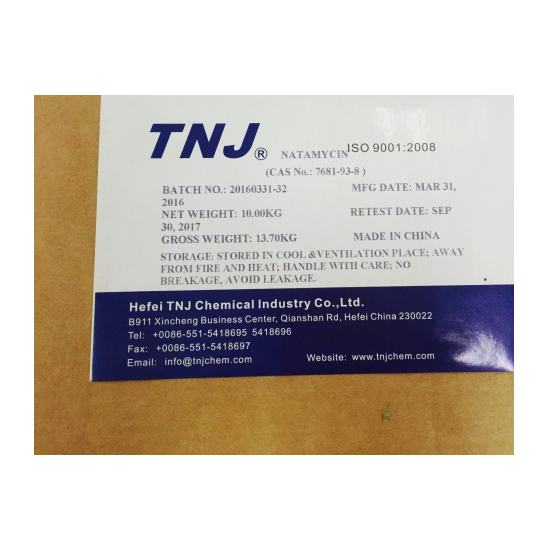 TNJ® NATAMYCIN ISO 9001:2008
(CAS No.: 7681-93-8 )
BATCH NO.: 20160331-32 MFG DATE: MAR 31,
2016
NET WEIGHT: 10.00KG RETEST DATE: SEP
30, 2017
GROSS WEIGHT: 13.70KG MADE IN CHINA
STORAGE: STORED IN COOL &VENTILATION PLACE; AWAY
FROM FIRE AND HEAT; HANDLE WITH CARE; NO
BREAKAGE, AVOID LEAKAGE.
Hefei TNJ Chemical Industry Co.,Ltd.
B911 Xincheng Business Center, Qianshan Rd, Hefei China 230022
Tel: +0086-551-5418695 5418696
Fax: +0086-551-5418697
Email: info@tnjchem.com Website: www.tnjchem.com